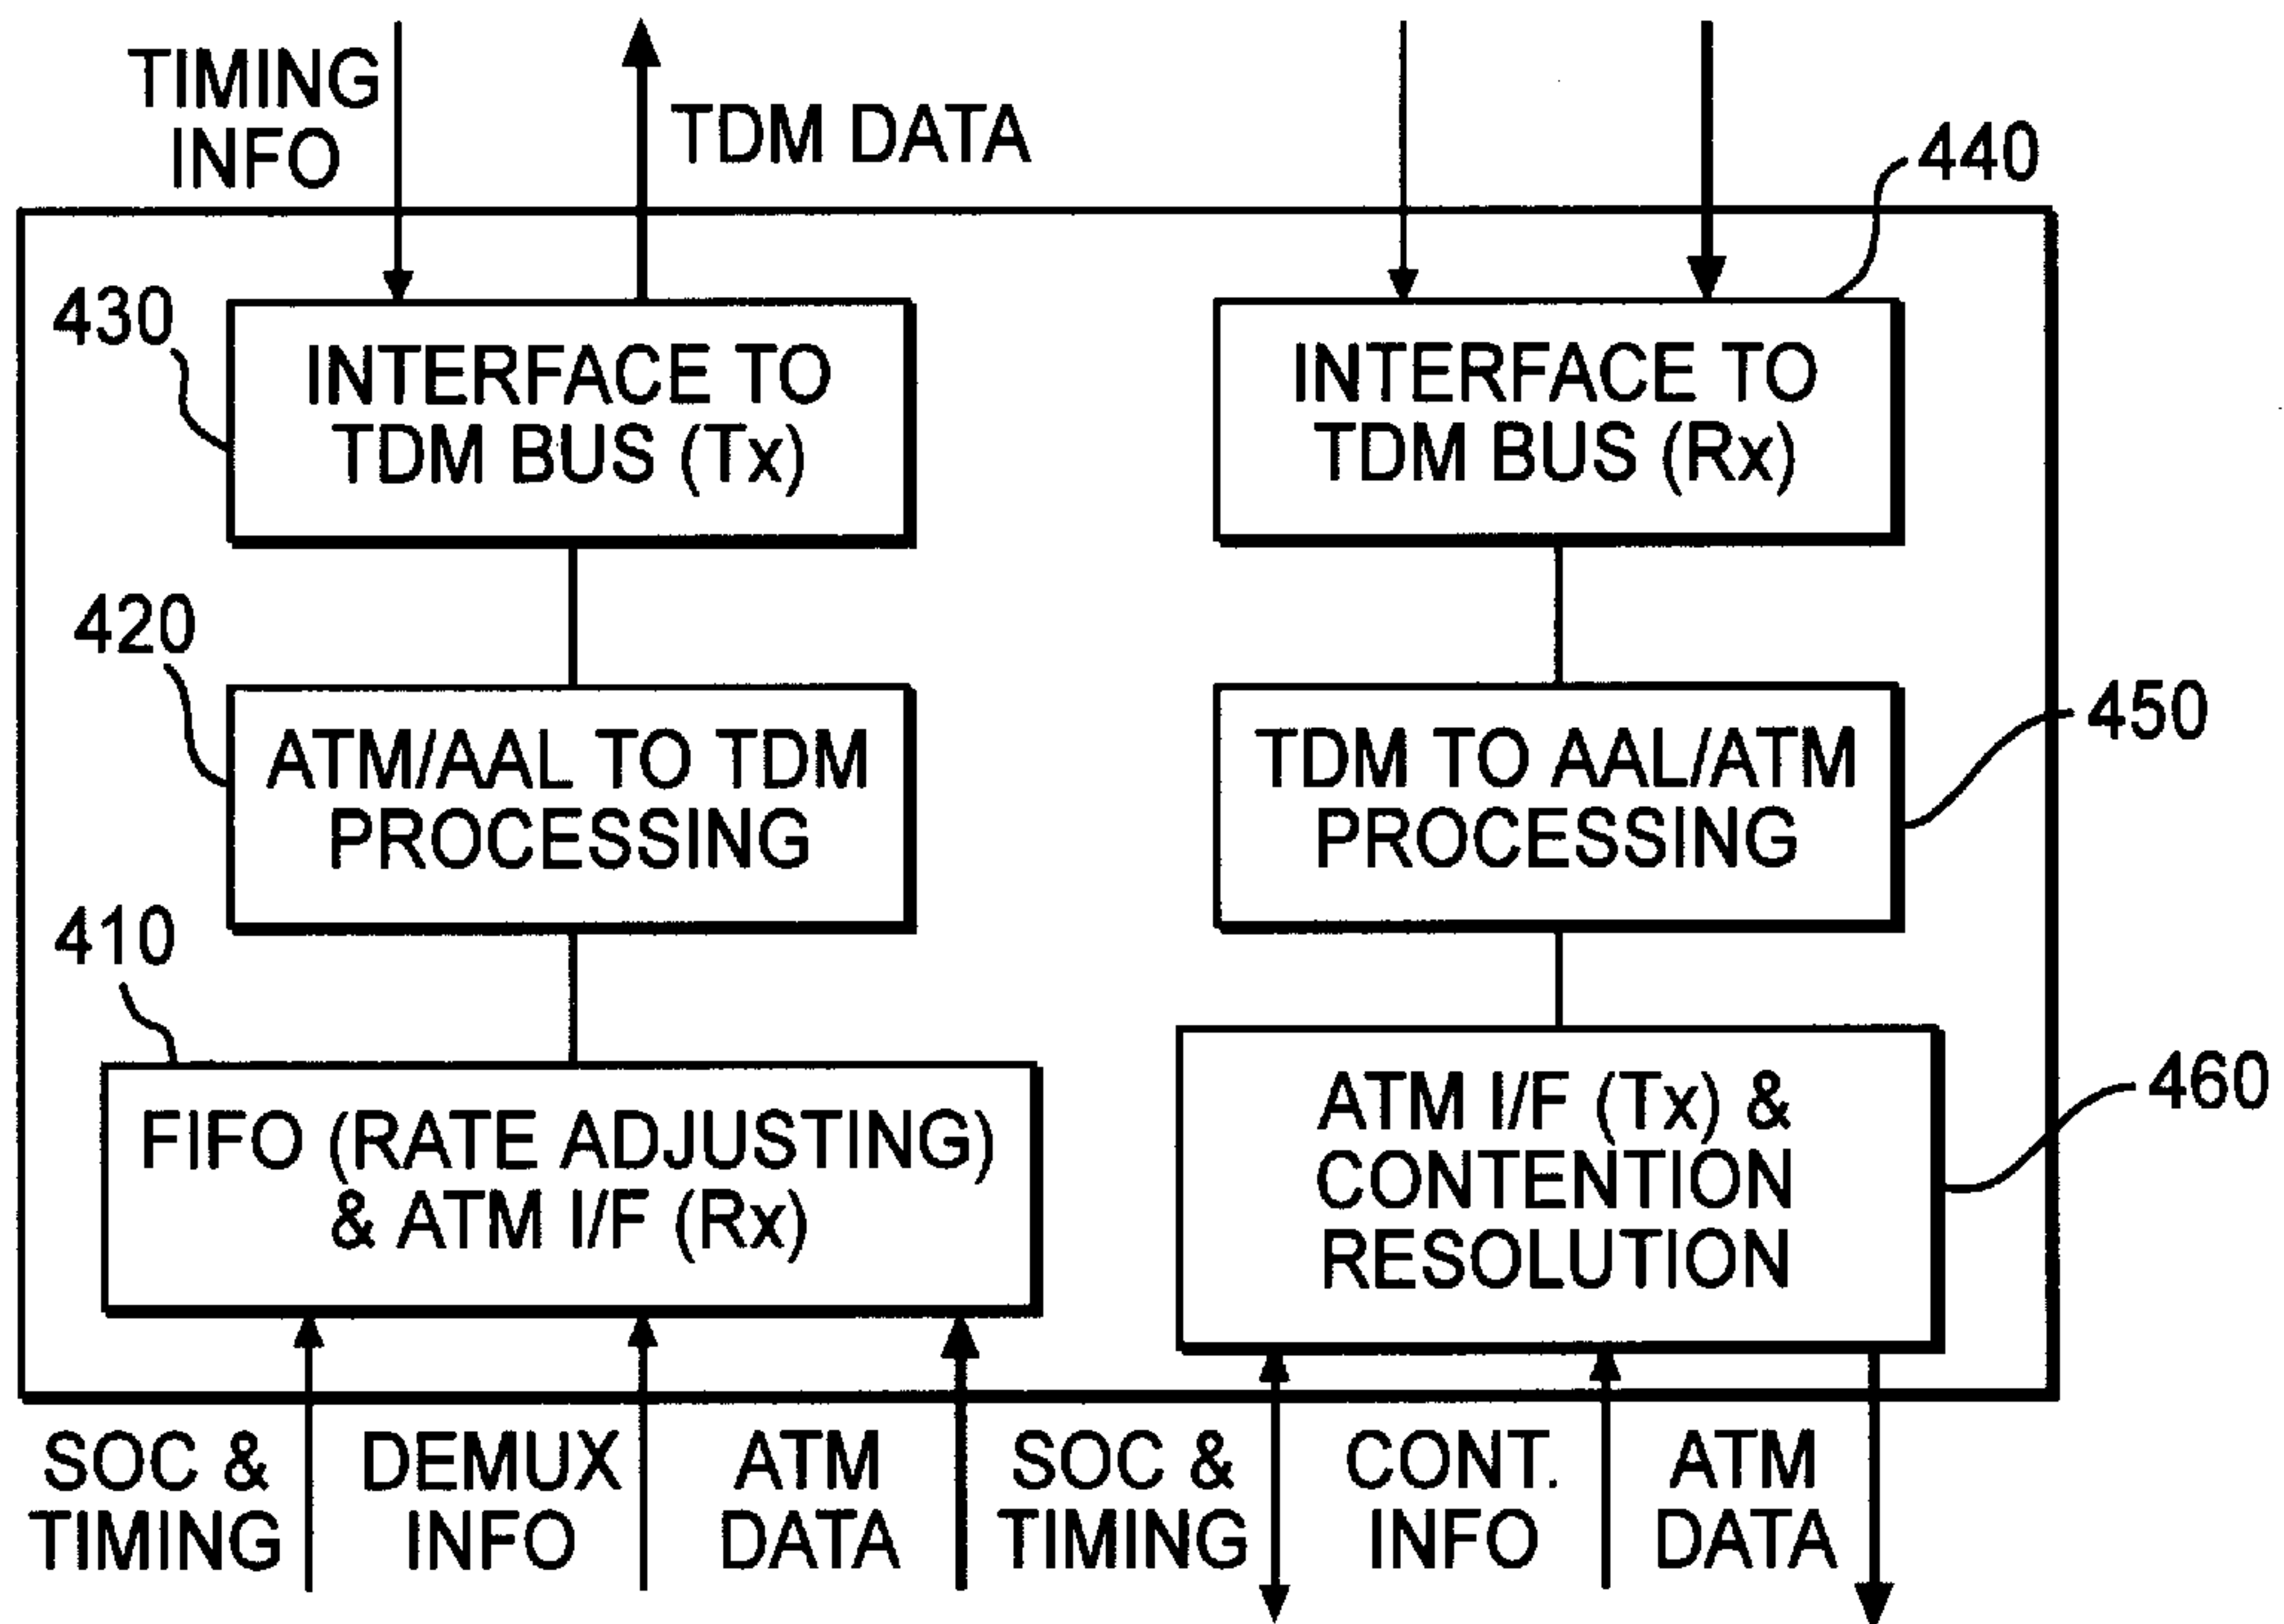 TIMING
INFO
TDM DATA
440
430
INTERFACE TO
TDM BUS (Tx)
INTERFACE TO
TDM BUS (Rx)
420
ATM/AAL TO TDM
PROCESSING
TDM TO AAL/ATM
PROCESSING
450
410
FIFO (RATE ADJUSTING)
& ATM I/F (Rx)
ATM I/F (Tx) &
CONTENTION
RESOLUTION
460
SOC &
TIMING
DEMUX
INFO
ATM
DATA
SOC &
TIMING
CONT.
INFO
ATM
DATA